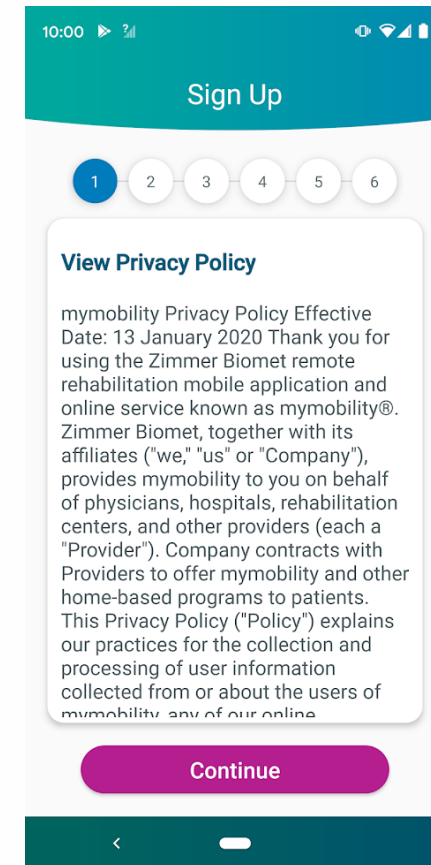 10:00
Sign Up
1 2 3 4 5 6
View Privacy Policy
mymobility Privacy Policy Effective
Date: 13 January 2020 Thank you for
using the Zimmer Biomet remote
rehabilitation mobile application and
online service known as mymobility®.
Zimmer Biomet, together with its
affiliates ("we," "us" or "Company"),
provides mymobility to you on behalf
of physicians, hospitals, rehabilitation
centers, and other providers (each a
"Provider"). Company contracts with
Providers to offer mymobility and other
home-based programs to patients.
This Privacy Policy ("Policy") explains
our practices for the collection and
processing of user information
collected from or about the users of
mymobility, any of our online
Continue